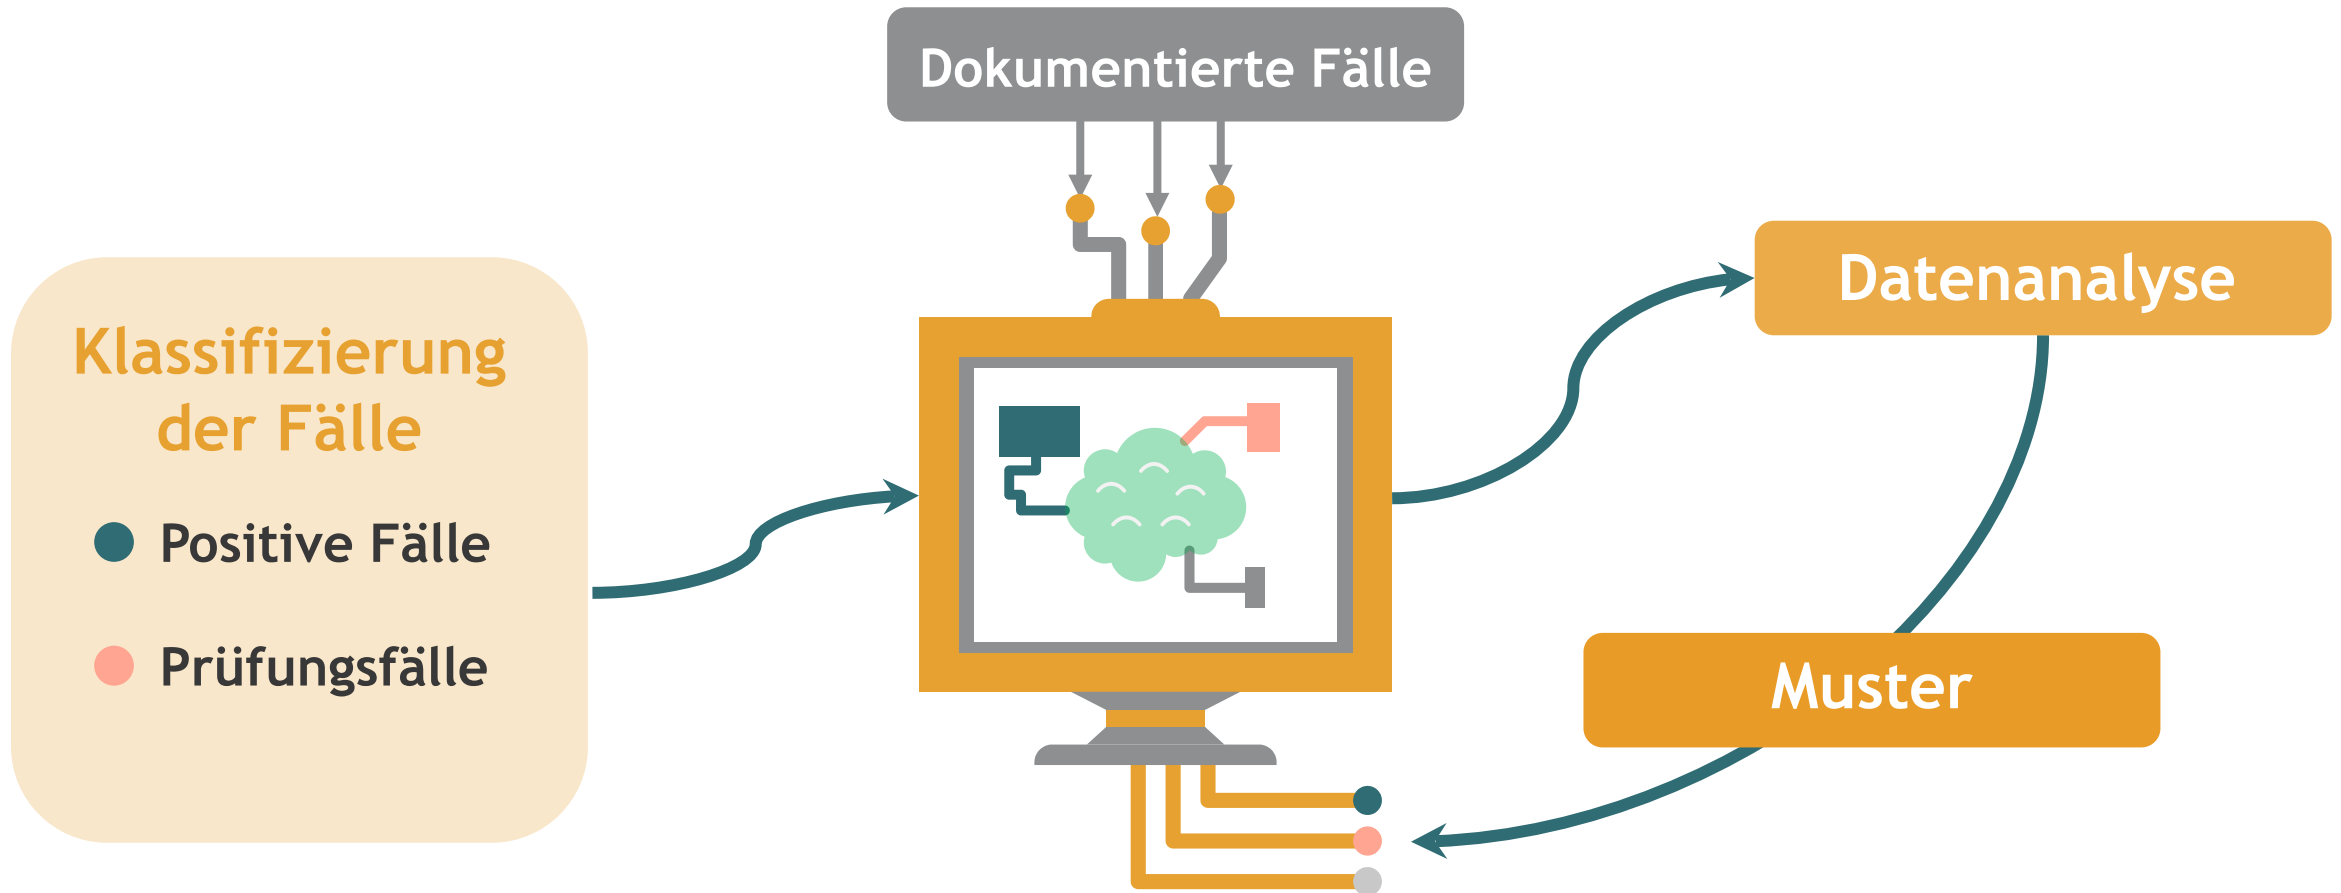 Dokumentierte Fälle
Klassifizierung
der Fälle
Positive Fälle
Prüfungsfälle
Datenanalyse
Muster